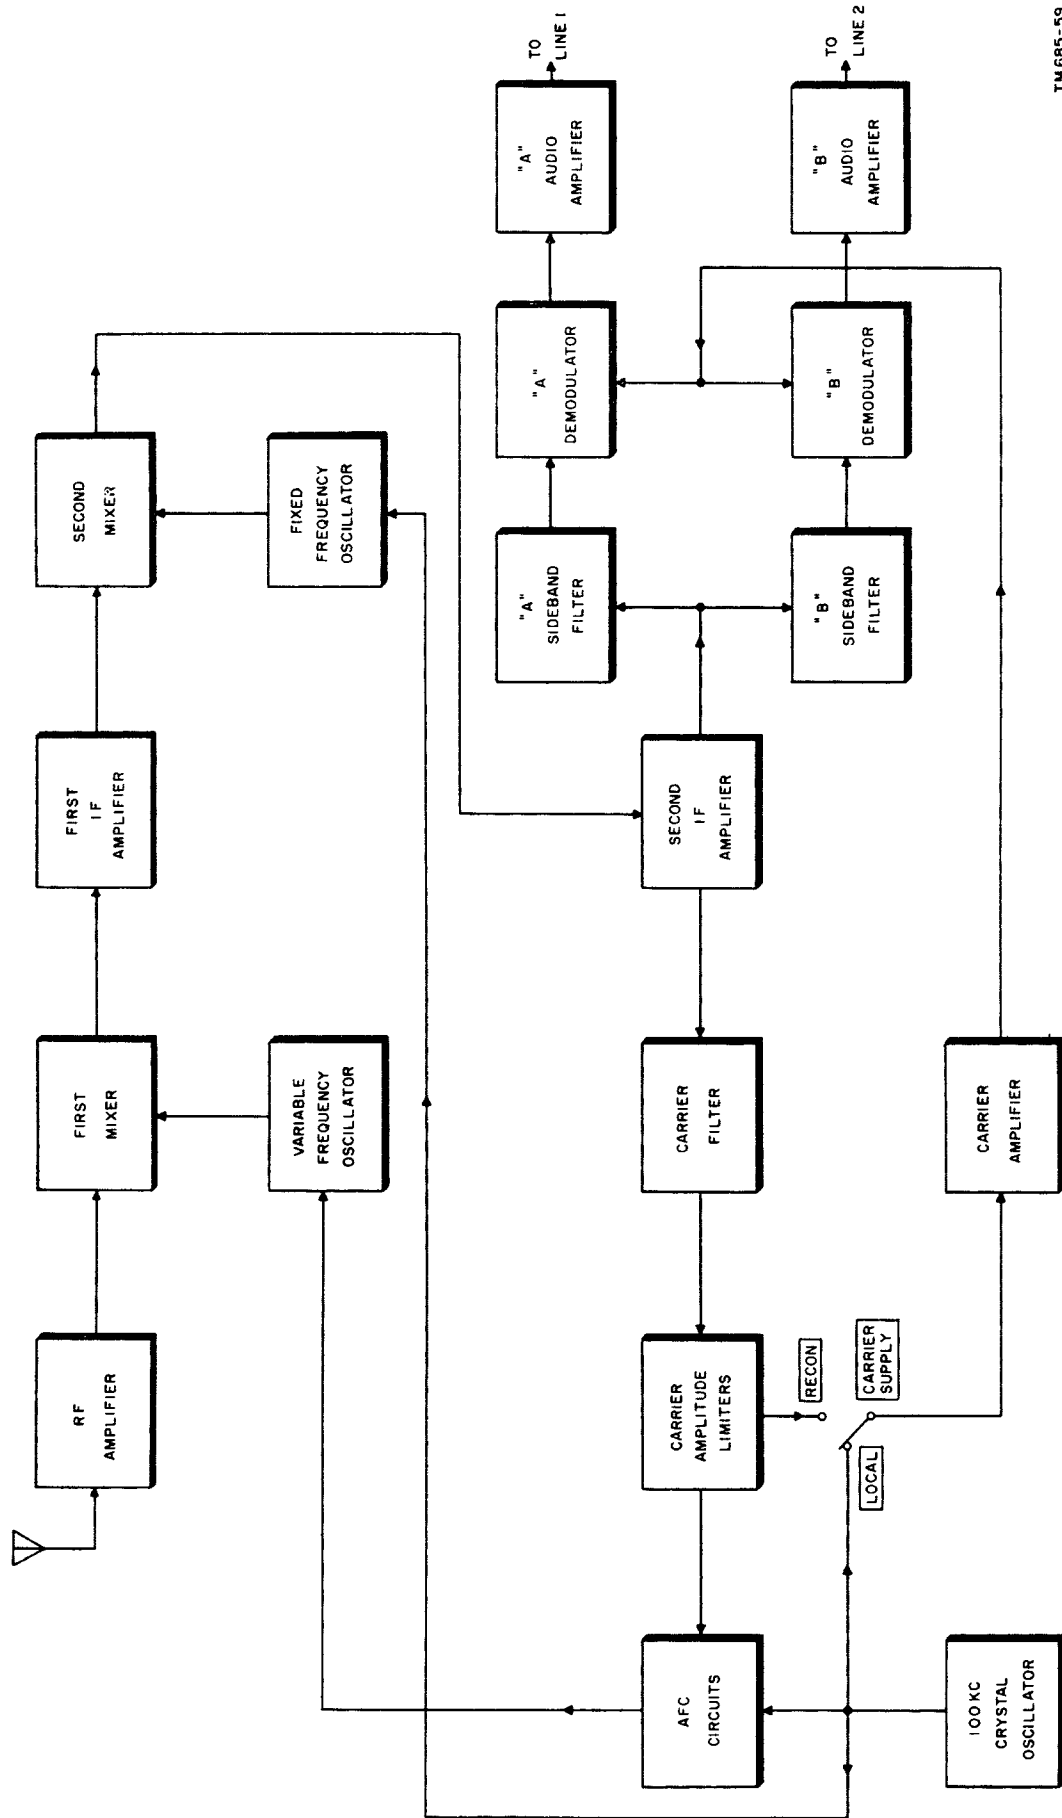 RF
AMPLIFIER
FIRST
MIXER
FIRST
IF
AMPLIFIER
SECOND
MIXER
VARIABLE
FREQUENCY
OSCILLATOR
FIXED
FREQUENCY
OSCILLATOR
AFC
CIRCUITS
CARRIER
AMPLITUDE
LIMITERS
CARRIER
FILTER
SECOND
IF
AMPLIFIER
"A"
SIDEBAND
FILTER
"A"
DEMODULATOR
"A"
AUDIO
AMPLIFIER
TO
LINE 1
"B"
SIDEBAND
FILTER
"B"
DEMODULATOR
"B"
AUDIO
AMPLIFIER
TO
LINE 2
RECON
LOCAL
CARRIER
SUPPLY
100 KC
CRYSTAL
OSCILLATOR
CARRIER
AMPLIFIER
TM685-59